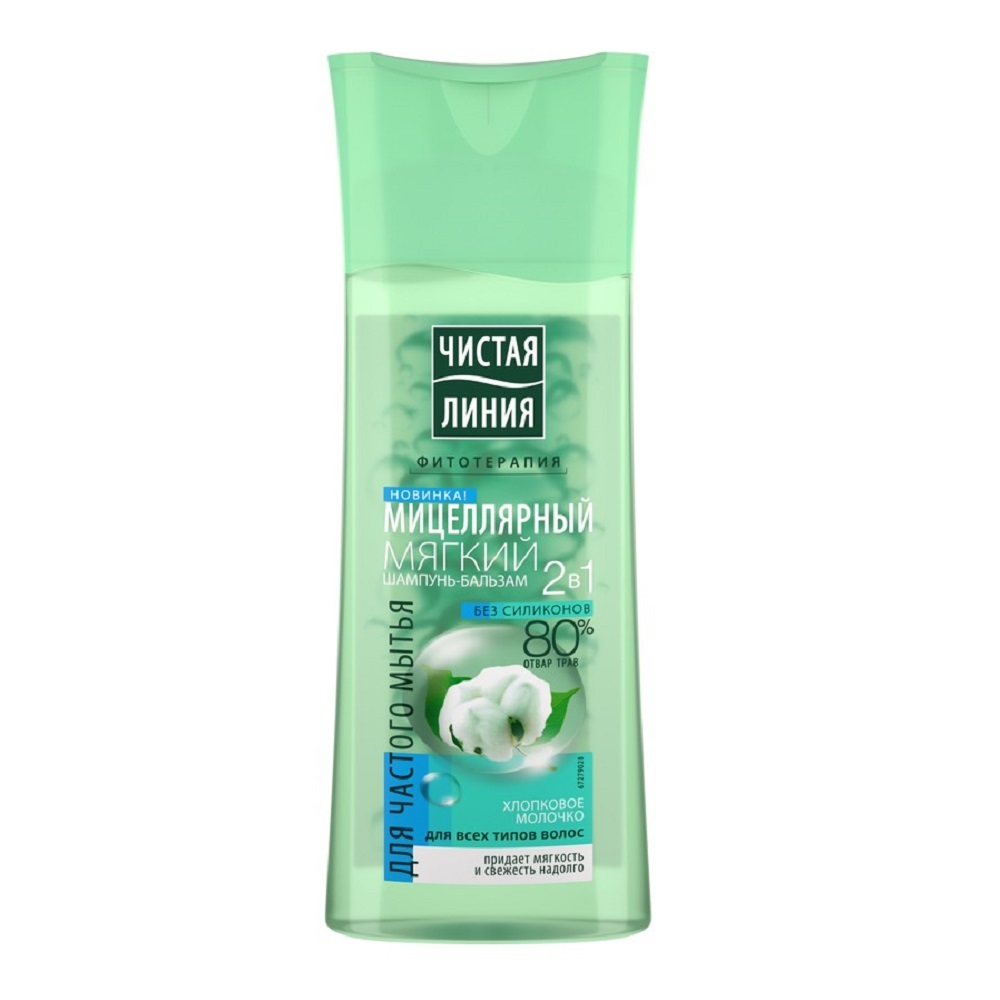 ЧИСТАЯ
ЛИНИЯ
ФИТОТЕРАПИЯ
НОВИНКА!
МИЦЕЛЛЯРНЫЙ
МЯГКИЙ
ШАМПУНЬ-БАЛЬЗАМ
2в1
БЕЗ СИЛИКОНОВ
80%
ОТВАР ТРАВ
ДЛЯ ЧАСТОГО МЫТЬЯ
67279028
ХЛОПКОВОЕ
МОЛОЧКО
для всех типов волос
придает мягкость
и свежесть надолго